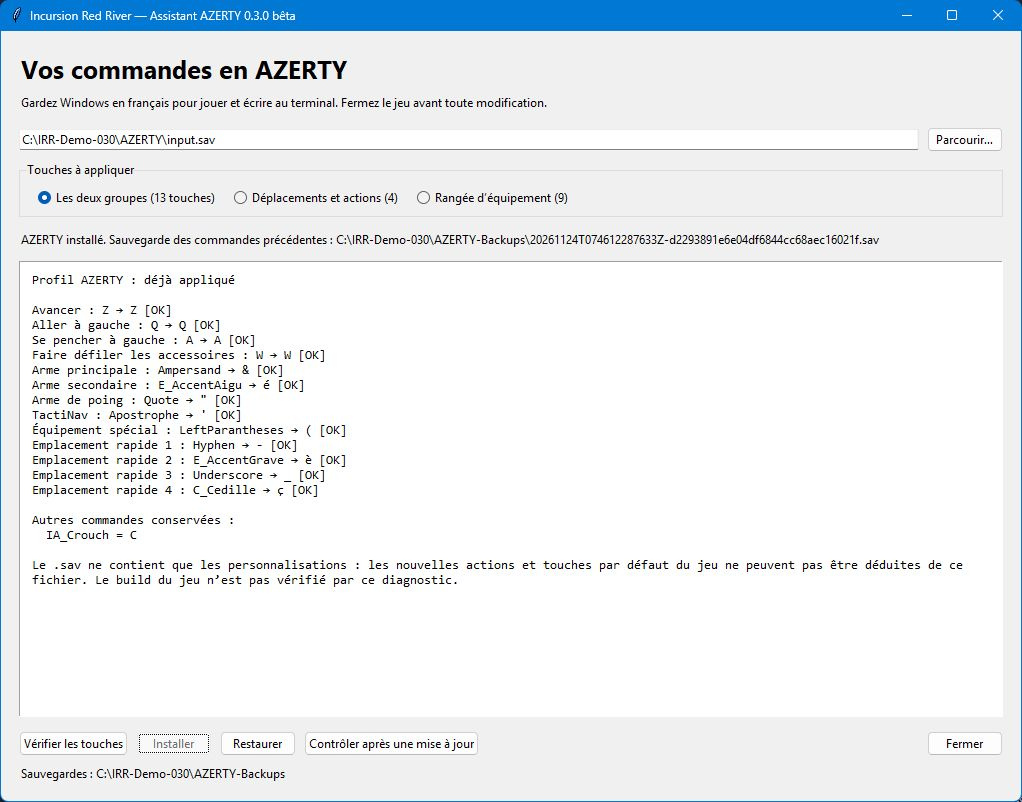 Incursion Red River — Assistant AZERTY 0.3.0 bêta
Vos commandes en AZERTY
Gardez Windows en français pour jouer et écrire au terminal. Fermez le jeu avant toute modification.
C:\IRR-Demo-030\AZERTY\input.sav
Parcourir...
Touches à appliquer
Les deux groupes (13 touches) Déplacements et actions (4) Rangée d’équipement (9)
AZERTY installé. Sauvegarde des commandes précédentes : C:\IRR-Demo-030\AZERTY-Backups\20261124T074612287633Z-d2293891e6e04df6844cc68aec16021f.sav
Profil AZERTY : déjà appliqué
Avancer : Z → Z [OK]
Aller à gauche : Q → Q [OK]
Se pencher à gauche : A → A [OK]
Faire défiler les accessoires : W → W [OK]
Arme principale : Ampersand → & [OK]
Arme secondaire : E_AccentAigu → é [OK]
Arme de poing : Quote → " [OK]
TactiNav : Apostrophe → ' [OK]
Équipement spécial : LeftParantheses → ( [OK]
Emplacement rapide 1 : Hyphen → - [OK]
Emplacement rapide 2 : E_AccentGrave → è [OK]
Emplacement rapide 3 : Underscore → _ [OK]
Emplacement rapide 4 : C_Cedille → ç [OK]
Autres commandes conservées :
IA_Crouch = C
Le .sav ne contient que les personnalisations : les nouvelles actions et touches par défaut du jeu ne peuvent pas être déduites de ce
fichier. Le build du jeu n’est pas vérifié par ce diagnostic.
Vérifier les touches Installer Restaurer Contrôler après une mise à jour Fermer
Sauvegardes : C:\IRR-Demo-030\AZERTY-Backups